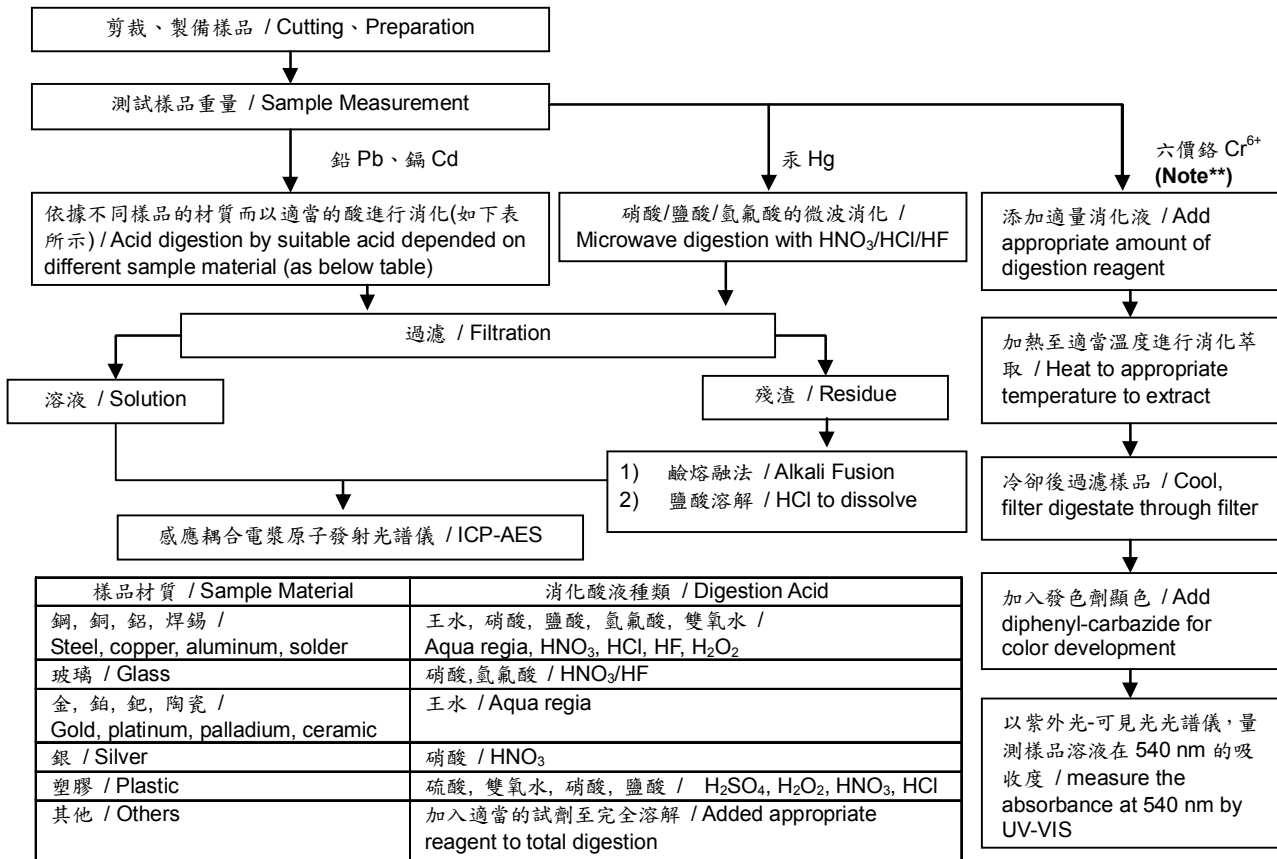 剪裁、製備樣品 / Cutting、Preparation
測試樣品重量 / Sample Measurement
鉛 Pb、鎘 Cd
汞 Hg
六價鉻 Cr⁶⁺
(Note**)
依據不同樣品的材質而以適當的酸進行消化(如下表
所示) / Acid digestion by suitable acid depended on
different sample material (as below table)
硝酸/鹽酸/氫氟酸的微波消化 /
Microwave digestion with HNO₃/HCl/HF
添加適量消化液 / Add
appropriate amount of
digestion reagent
過濾 / Filtration
加熱至適當溫度進行消化萃
取 / Heat to appropriate
temperature to extract
溶液 / Solution
殘渣 / Residue
1) 鹼熔融法 / Alkali Fusion
2) 鹽酸溶解 / HCl to dissolve
冷卻後過濾樣品 / Cool,
filter digestate through filter
感應耦合電漿原子發射光譜儀 / ICP-AES
加入發色劑顯色 / Add
diphenyl-carbazide for
color development
以紫外光-可見光光譜儀，量
測樣品溶液在 540 nm 的吸
收度 / measure the
absorbance at 540 nm by
UV-VIS
樣品材質 / Sample Material
消化酸液種類 / Digestion Acid
鋼, 銅, 鋁, 焊錫 /
Steel, copper, aluminum, solder
王水, 硝酸, 鹽酸, 氫氟酸, 雙氧水 /
Aqua regia, HNO₃, HCl, HF, H₂O₂
玻璃 / Glass
硝酸,氫氟酸 / HNO₃/HF
金, 鉑, 鈀, 陶瓷 /
Gold, platinum, palladium, ceramic
王水 / Aqua regia
銀 / Silver
硝酸 / HNO₃
塑膠 / Plastic
硫酸, 雙氧水, 硝酸, 鹽酸 / H₂SO₄, H₂O₂, HNO₃, HCl
其他 / Others
加入適當的試劑至完全溶解 / Added appropriate
reagent to total digestion